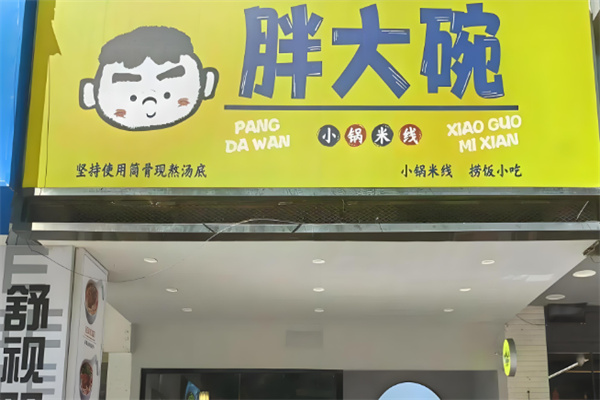 胖大碗
PANG
DA WAN
小锅米线
XIAO GUO
MI XIAN
坚持使用筒骨现熬汤底
小锅米线 捞饭小吃
舒视